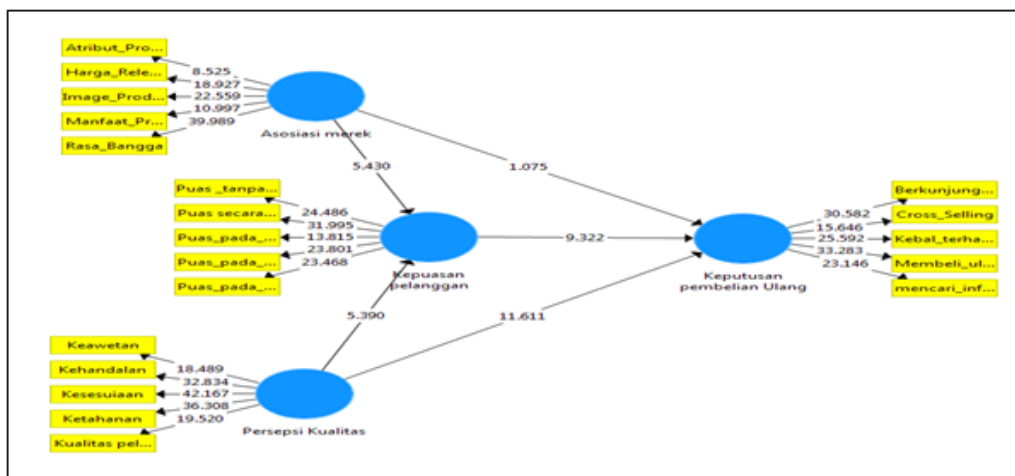 Atribut_Pro...
Harga_Rele...
Image_Prod...
Manfaat_Pr...
Rasa_Bangga
8.525
18.927
22.559
10.997
39.989
Asosiasi merek
5.430
1.075
Puas _tanpa...
Puas secara...
Puas_pada_...
Puas_pada_...
Puas_pada_...
24.486
31.995
13.815
23.801
23.468
Kepuasan
pelanggan
9.322
Berkunjung...
Cross_Selling
Kebal_terha...
Membeli_ul...
mencari_inf...
30.582
15.646
25.592
33.283
23.146
Keputusan
pembelian Ulang
5.390
11.611
Keawetan
Kehandalan
Kesesuiaan
Ketahanan
Kualitas pel...
18.489
32.834
42.167
36.308
19.520
Persepsi Kualitas